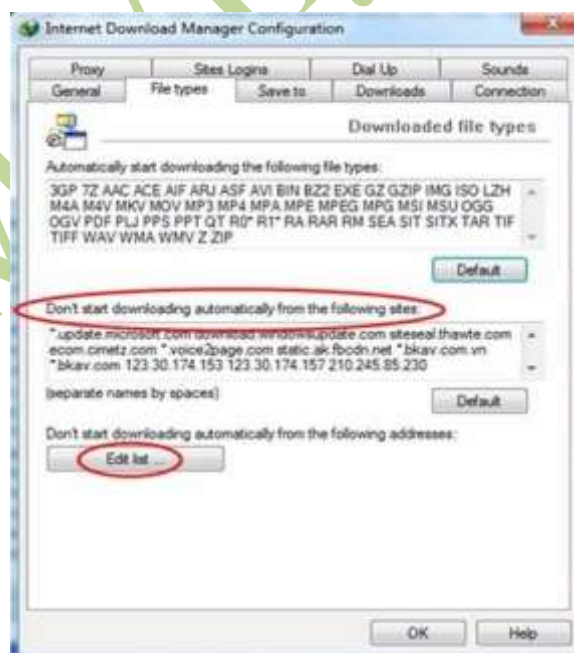 Internet Download Manager Configuration
Proxy Sites Logins Dial Up Sounds
General File types Save to Downloads Connection
Downloaded file types
Automatically start downloading the following file types:
3GP 7Z AAC ACE AIF ARJ ASF AVI BIN BZ2 EXE GZ GZIP IMG ISO LZH
M4A M4V MKV MOV MP3 MP4 MPA MPE MPEG MPG MSI MSU OGG
OGV PDF PLJ PPS PPT QT R0* R1* RA RAR RM SEA SIT SITX TAR TIF
TIFF WAV WMA WMV Z ZIP
Default
Don't start downloading automatically from the following sites:
*.update.microsoft.com download.windowsupdate.com siteseal.thawte.com
ecom.cimetz.com *.voice2page.com static.ak.fbcdn.net *.bkav.com.vn
*bkav.com 123.30.174.153 123.30.174.157 210.245.85.230
(separate names by spaces)
Default
Don't start downloading automatically from the following addresses:
Edit list ...
OK Help